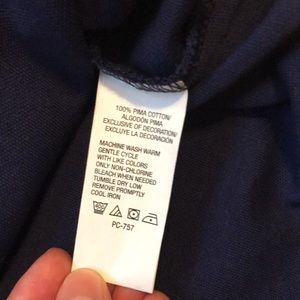 100% PIMA COTTON/
ALGODÓN PIMA
EXCLUSIVE OF DECORATION/
EXCLUYE LA DECORACIÓN
MACHINE WASH WARM
GENTLE CYCLE
WITH LIKE COLORS
ONLY NON-CHLORINE
BLEACH WHEN NEEDED
TUMBLE DRY LOW
REMOVE PROMPTLY
COOL IRON
PC-757